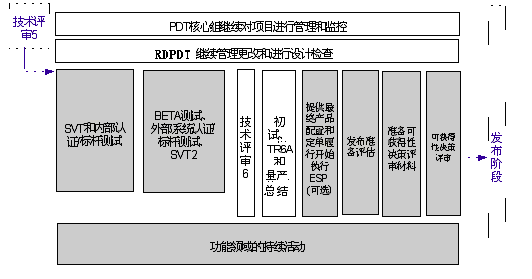 技术评
审5
PDT核心组继续对项目进行管理和监控
RDPDT 继续管理更改和进行设计检查
SVT和内部认
证/标杆测试
BETA测试、
外部系统认证/
标杆测试、
SVT2
技
术
评
审
6
初
试、
TR6A
和
量产
总结
提供最
终产品
配置和
定单履
行开始
执行
ESP
(可选)
发布准
备评估
准备可
获得性
决策评
审材料
可获得
性决策
评审
发
布
阶
段
功能领域的持续活动